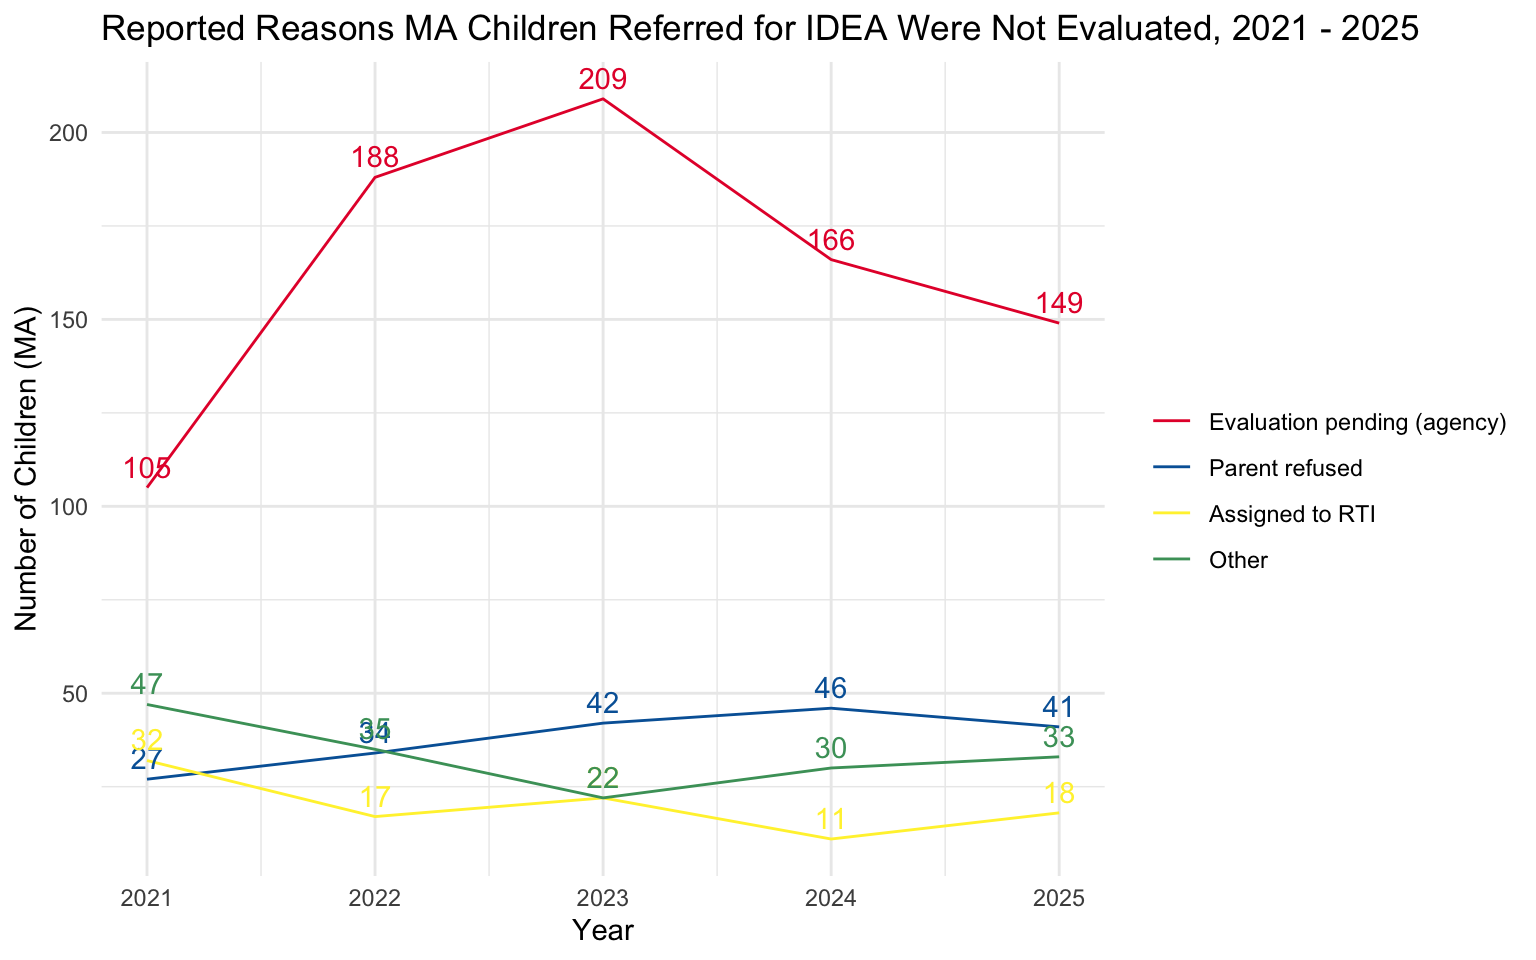 Reported Reasons MA Children Referred for IDEA Were Not Evaluated, 2021 - 2025
Number of Children (MA)
200
150
100
50
209
188
166
149
105
47
46
42
41
35
34
33
32
30
27
22
18
17
11
2021 2022 2023 2024 2025
Year
Evaluation pending (agency)
Parent refused
Assigned to RTI
Other